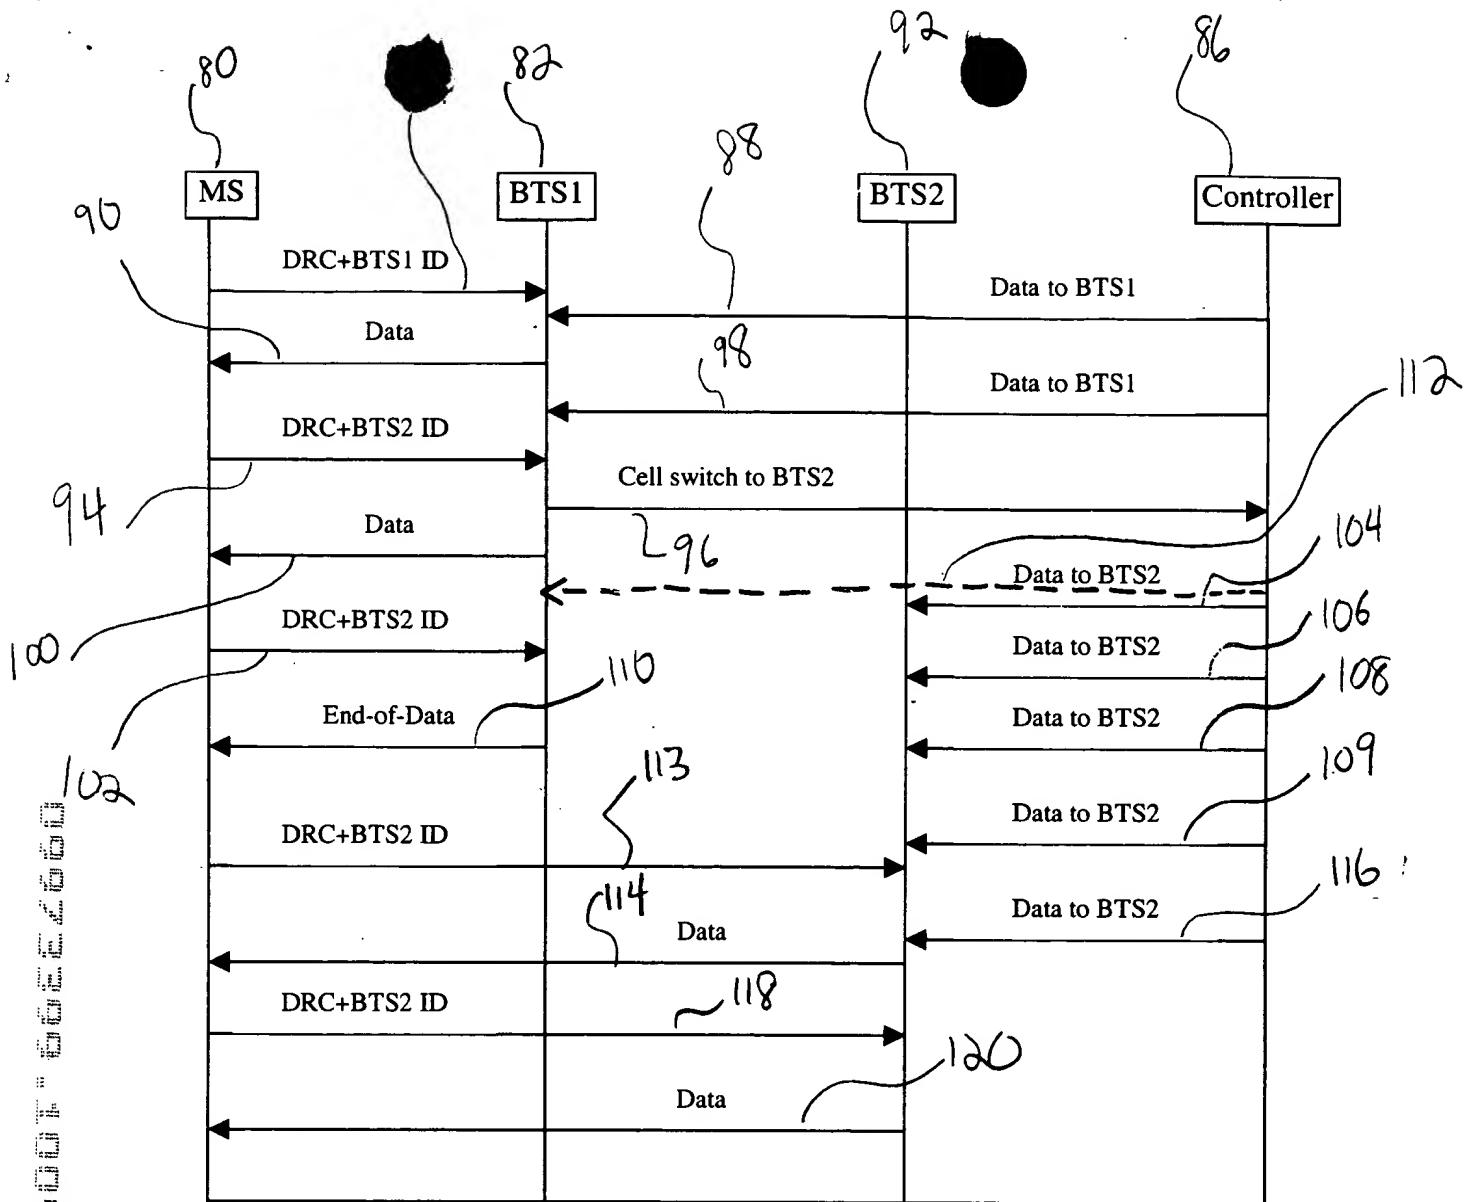 80
82
92
86
MS
BTS1
BTS2
Controller
88
90
DRC+BTS1 ID
Data to BTS1
Data
98
Data to BTS1
112
DRC+BTS2 ID
Cell switch to BTS2
94
Data
96
104
Data to BTS2
100
DRC+BTS2 ID
106
Data to BTS2
110
108
End-of-Data
Data to BTS2
102
113
109
DRC+BTS2 ID
Data to BTS2
114
116
Data
Data to BTS2
DRC+BTS2 ID
118
120
Data